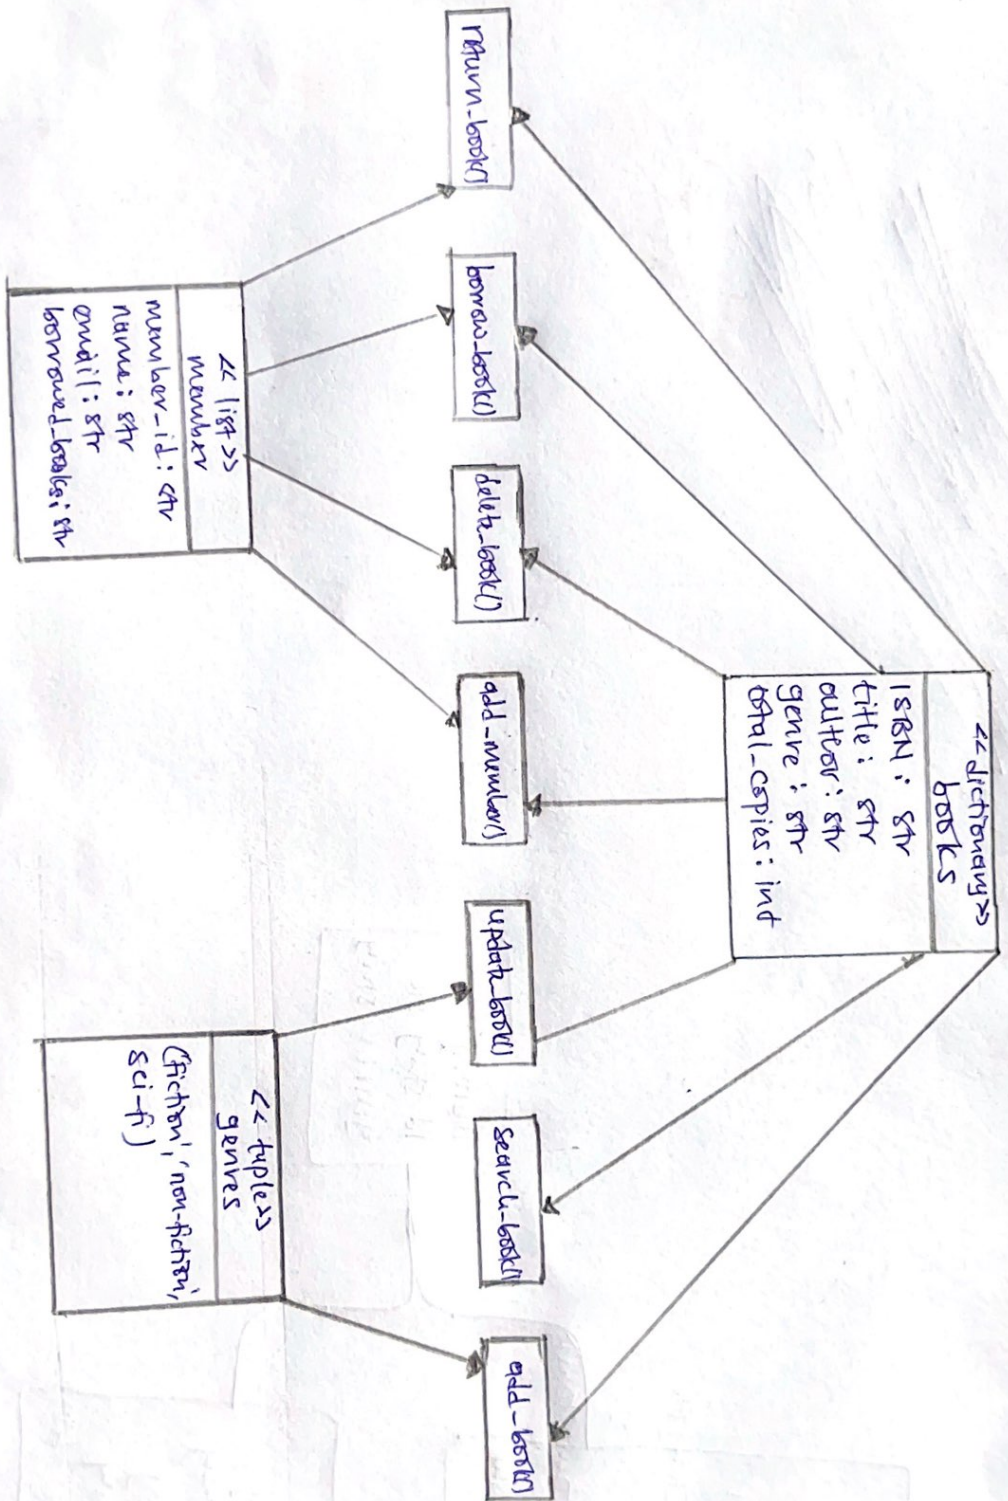 <<dictionary>>
books
ISBN : str
title : str
author : str
genre : str
total_copies : int
return_book()
borrow_book()
delete_book()
add_member()
update_book()
search_book()
add_book()
<< list >>
member
member_id : str
name : str
email : str
borrowed_books : str
<< tuple >>
genres
('fiction', 'non-fiction',
sci-fi)